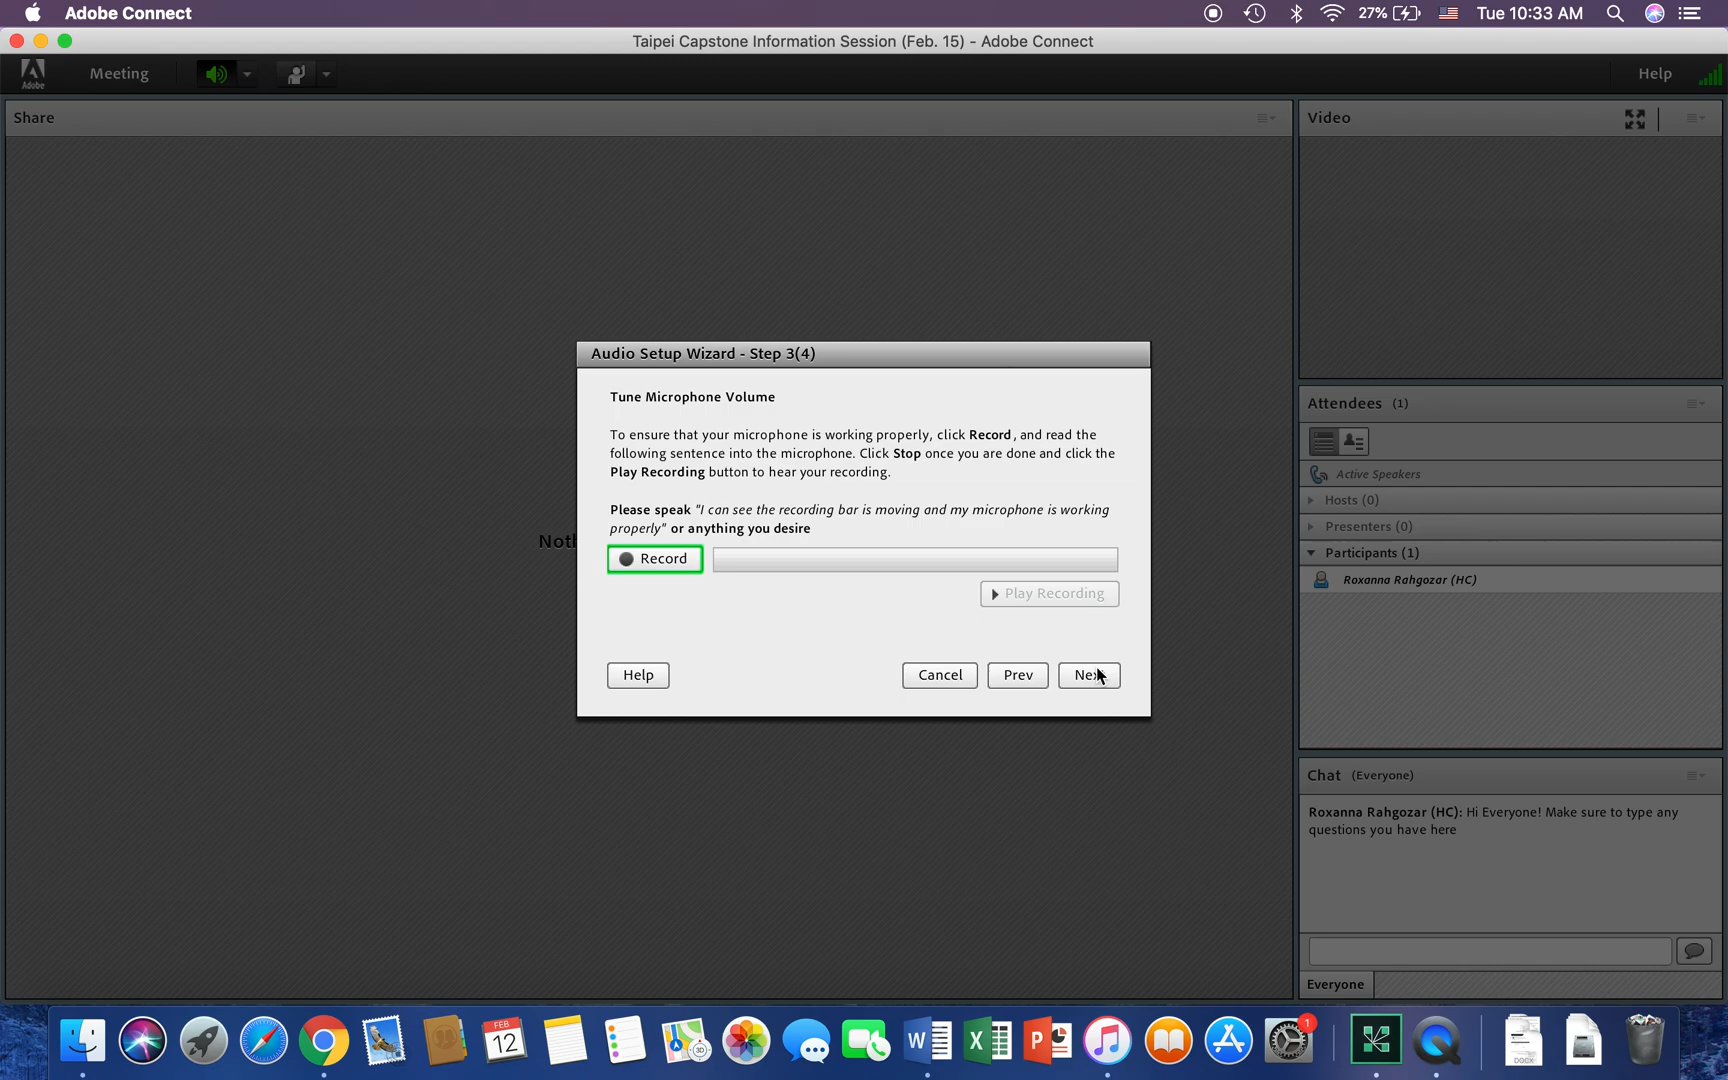 Adobe Connect
27%
Tue 10:33 AM
Taipei Capstone Information Session (Feb. 15) - Adobe Connect
Adobe
Meeting
Help
Share
Video
Audio Setup Wizard - Step 3(4)
Tune Microphone Volume
To ensure that your microphone is working properly, click Record, and read the
following sentence into the microphone. Click Stop once you are done and click the
Play Recording button to hear your recording.
Please speak "I can see the recording bar is moving and my microphone is working
properly" or anything you desire
Record
Play Recording
Help
Cancel
Prev
Attendees (1)
Active Speakers
Hosts (0)
Presenters (0)
Participants (1)
Roxanna Rahgozar (HC)
Chat (Everyone)
Roxanna Rahgozar (HC): Hi Everyone! Make sure to type any
questions you have here
Everyone
FEB
12
3D
W
X
P
1
DOCX